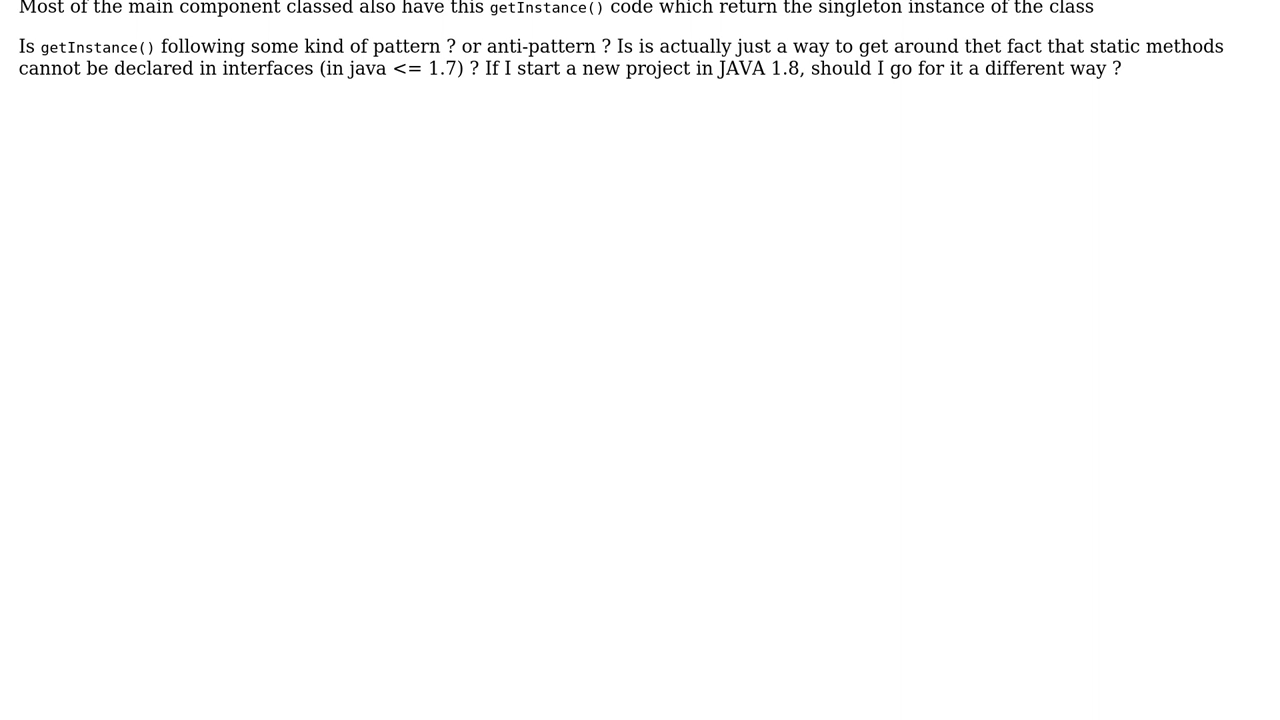 Most of the main component classed also have this getInstance() code which return the singleton instance of the class
Is getInstance() following some kind of pattern ? or anti-pattern ? Is is actually just a way to get around thet fact that static methods
cannot be declared in interfaces (in java <= 1.7) ? If I start a new project in JAVA 1.8, should I go for it a different way ?